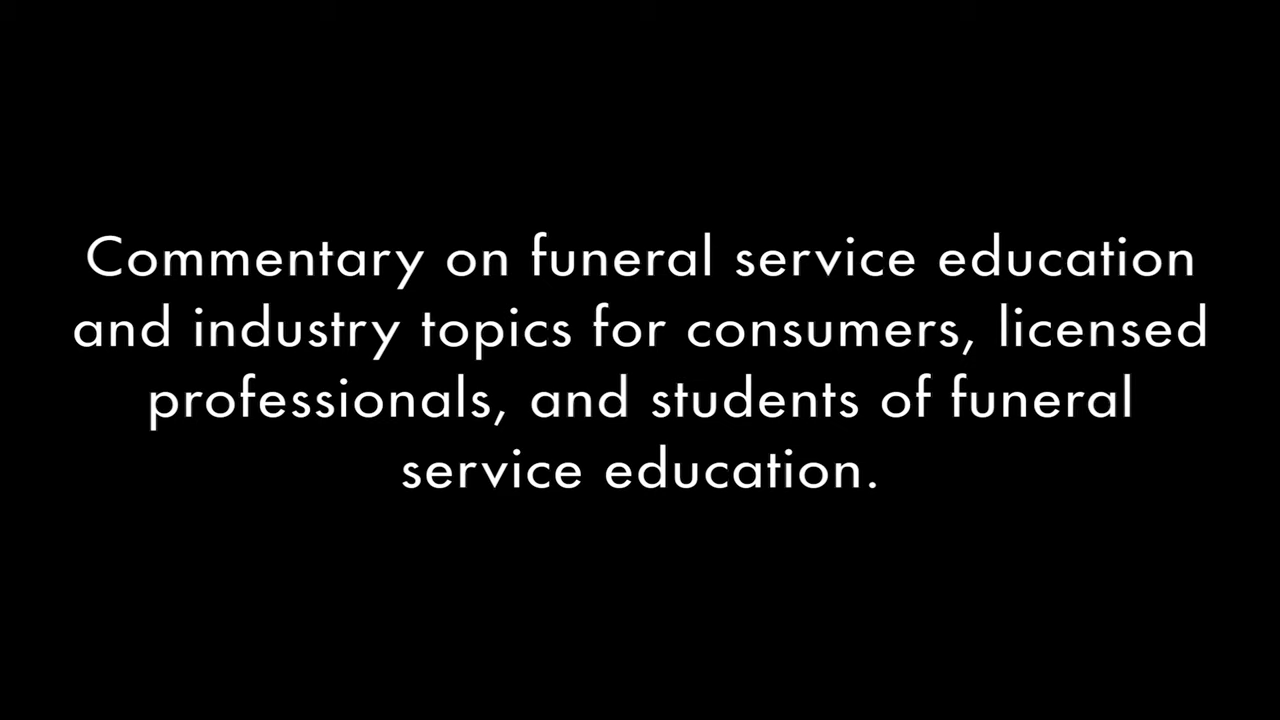 Commentary on funeral service education
and industry topics for consumers, licensed
professionals, and students of funeral
service education.